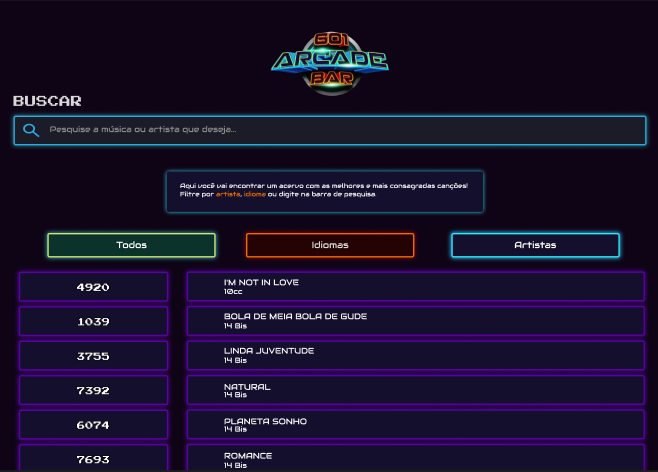 601
ARCADE
BAR
BUSCAR
Pesquise a música ou artista que deseja...
Aqui você vai encontrar um acervo com as melhores e mais consagradas canções!
Filtre por artista, idioma ou digite na barra de pesquisa.
Todos
Idiomas
Artistas
4920
I'M NOT IN LOVE
10cc
1039
BOLA DE MEIA BOLA DE GUDE
14 Bis
3755
LINDA JUVENTUDE
14 Bis
7392
NATURAL
14 Bis
6074
PLANETA SONHO
14 Bis
7693
ROMANCE
14 Bis